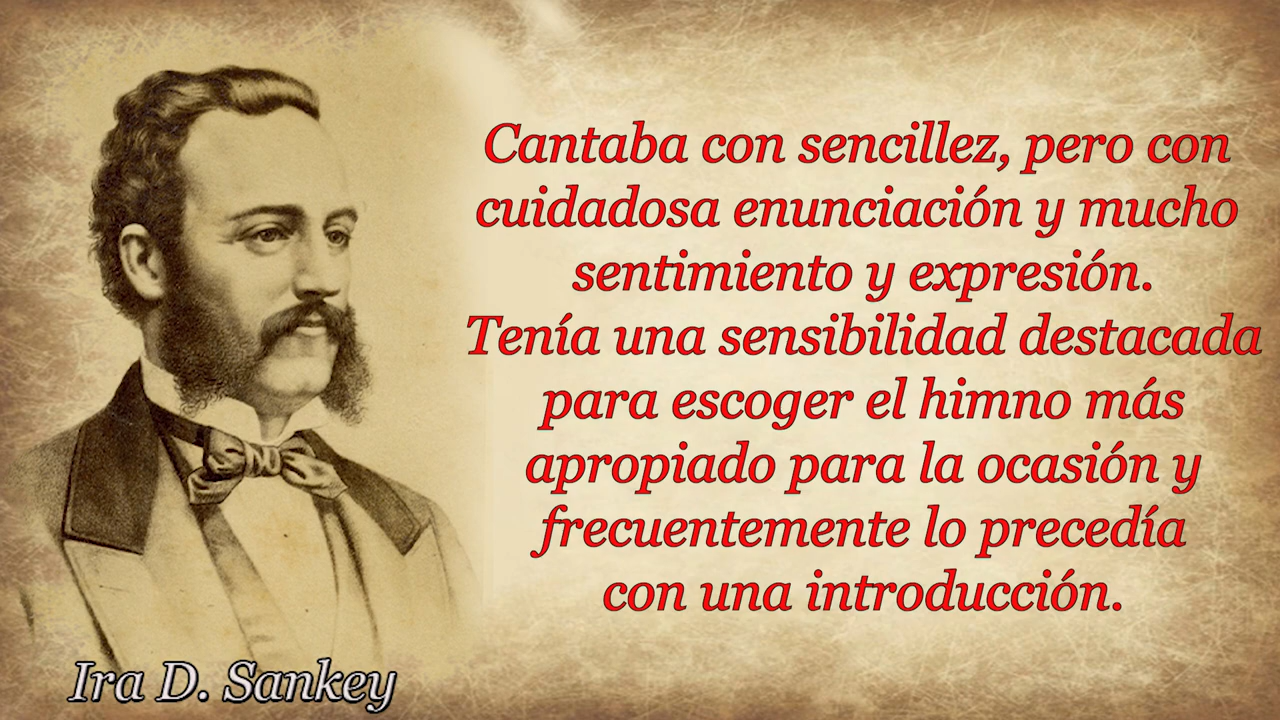 Cantaba con sencillez, pero con
cuidadosa enunciación y mucho
sentimiento y expresión.
Tenía una sensibilidad destacada
para escoger el himno más
apropiado para la ocasión y
frecuentemente lo precedía
con una introducción.
Ira D. Sankey